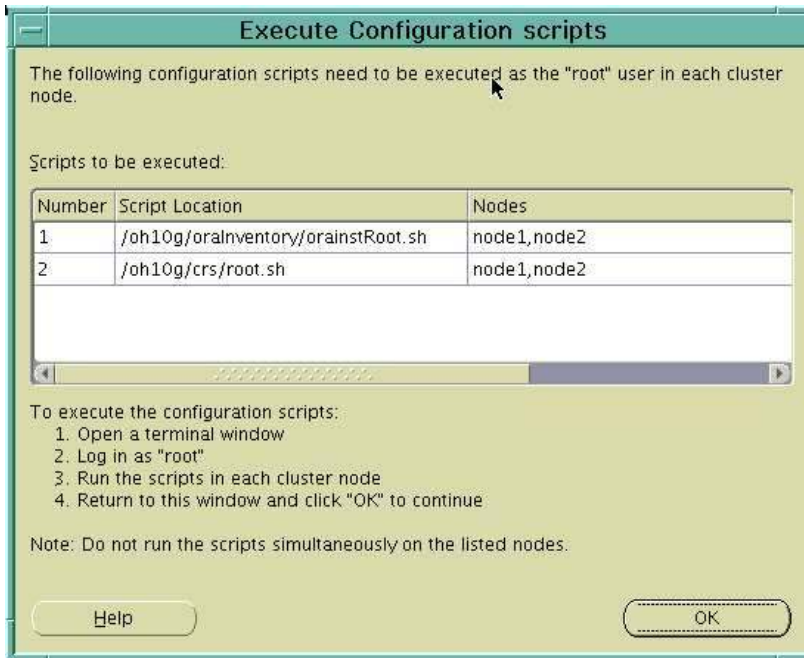 Execute Configuration scripts
The following configuration scripts need to be executed as the "root" user in each cluster
node.
Scripts to be executed:
Number Script Location Nodes
1 /oh10g/oraInventory/orainstRoot.sh node1,node2
2 /oh10g/crs/root.sh node1,node2
To execute the configuration scripts:
1. Open a terminal window
2. Log in as "root"
3. Run the scripts in each cluster node
4. Return to this window and click "OK" to continue
Note: Do not run the scripts simultaneously on the listed nodes.
Help OK